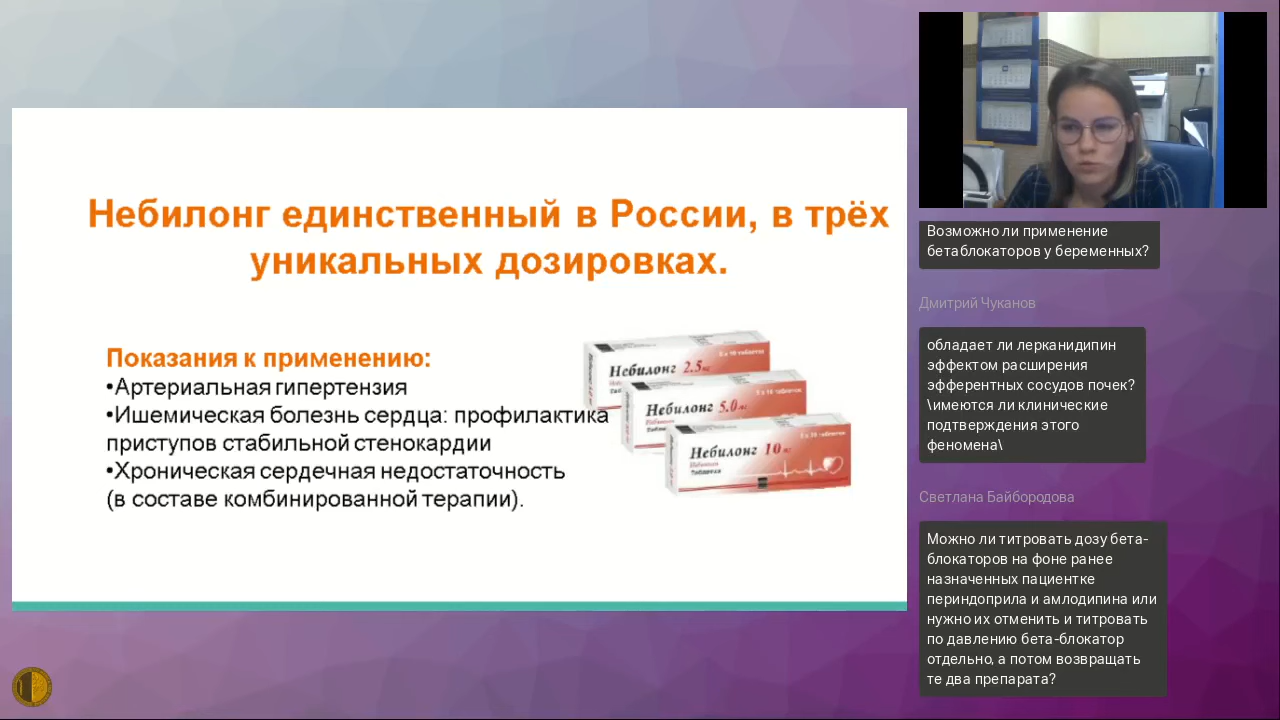 Небилонг единственный в России, в трёх
уникальных дозировках.
Показания к применению:
•Артериальная гипертензия
•Ишемическая болезнь сердца: профилактика
приступов стабильной стенокардии
•Хроническая сердечная недостаточность
(в составе комбинированной терапии).
Небилонг 2.5мг
Небилонг 5.0мг
Небилонг 10мг
Таблетки
Возможно ли применение
бетаблокаторов у беременных?
Дмитрий Чуканов
обладает ли лерканидипин
эффектом расширения
эфферентных сосудов почек?
\имеются ли клинические
подтверждения этого
феномена\
Светлана Байбородова
Можно ли титровать дозу бета-
блокаторов на фоне ранее
назначенных пациентке
периндоприла и амлодипина или
нужно их отменить и титровать
по давлению бета-блокатор
отдельно, а потом возвращать
те два препарата?